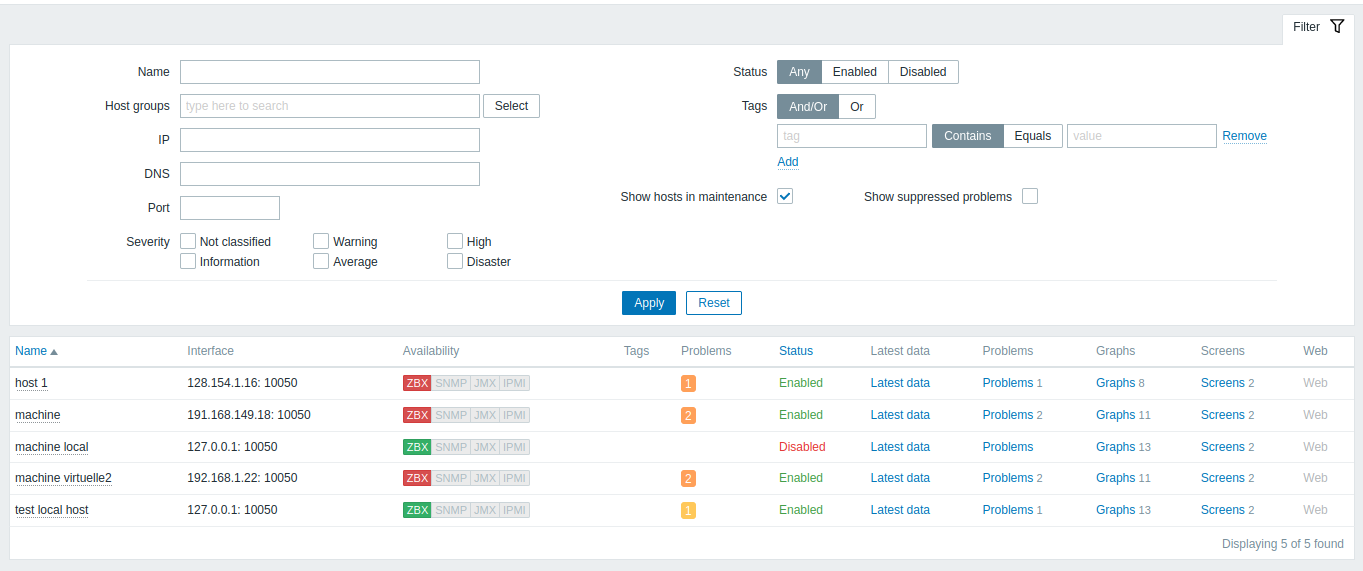 Filter
Name
Status Any Enabled Disabled
Host groups type here to search Select
Tags And/Or Or
IP
tag Contains Equals value Remove
DNS
Add
Port
Show hosts in maintenance Show suppressed problems
Severity Not classified Warning High
Information Average Disaster
Apply Reset
Name Interface Availability Tags Problems Status Latest data Problems Graphs Screens Web
host 1 128.154.1.16: 10050 ZBX SNMP JMX IPMI 1 Enabled Latest data Problems 1 Graphs 8 Screens 2 Web
machine 191.168.149.18: 10050 ZBX SNMP JMX IPMI 2 Enabled Latest data Problems 2 Graphs 11 Screens 2 Web
machine local 127.0.0.1: 10050 ZBX SNMP JMX IPMI Disabled Latest data Problems Graphs 13 Screens 2 Web
machine virtuelle2 192.168.1.22: 10050 ZBX SNMP JMX IPMI 2 Enabled Latest data Problems 2 Graphs 11 Screens 2 Web
test local host 127.0.0.1: 10050 ZBX SNMP JMX IPMI 1 Enabled Latest data Problems 1 Graphs 13 Screens 2 Web
Displaying 5 of 5 found